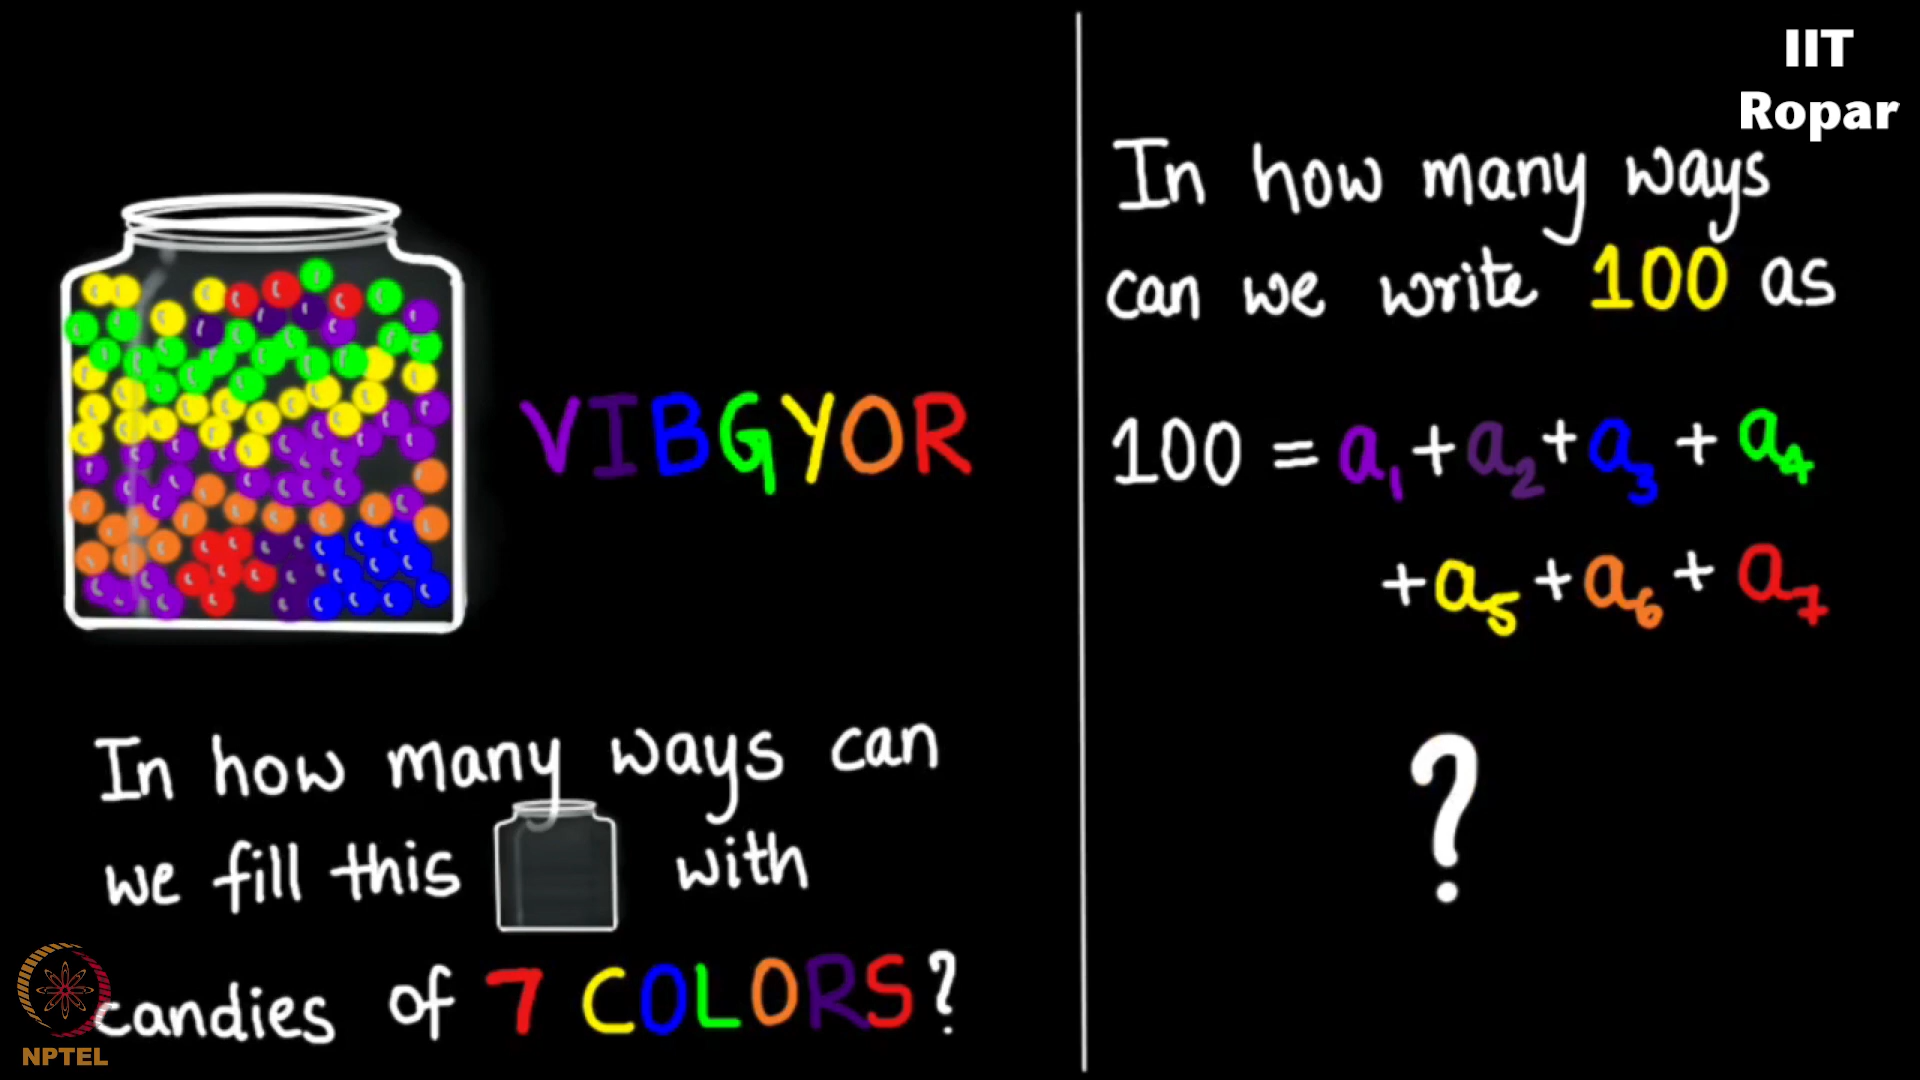 IIT
Ropar
VIBGYOR
In how many ways can
we fill this with
candies of 7 COLORS?
NPTEL
In how many ways
can we write 100 as
100 = a₁ + a₂ + a₃ + a₄
+ a₅ + a₆ + a₇
?